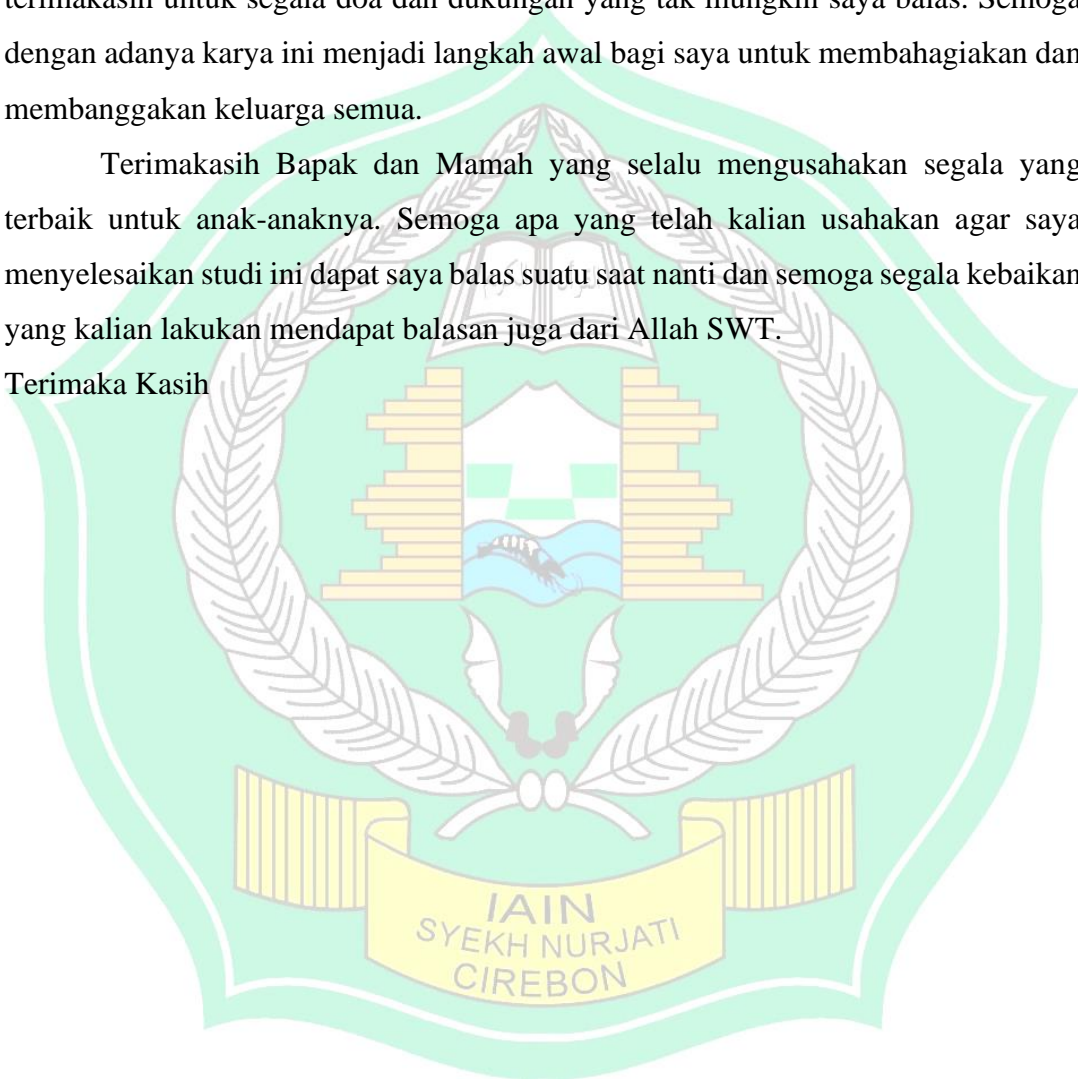 terimakasih untuk segala doa dan dukungan yang tak mungkin saya balas. Semoga
dengan adanya karya ini menjadi langkah awal bagi saya untuk membahagiakan dan
membanggakan keluarga semua.
Terimakasih Bapak dan Mamah yang selalu mengusahakan segala yang
terbaik untuk anak-anaknya. Semoga apa yang telah kalian usahakan agar saya
menyelesaikan studi ini dapat saya balas suatu saat nanti dan semoga segala kebaikan
yang kalian lakukan mendapat balasan juga dari Allah SWT.
Terimaka Kasih
IAIN
SYEKH NURJATI
CIREBON